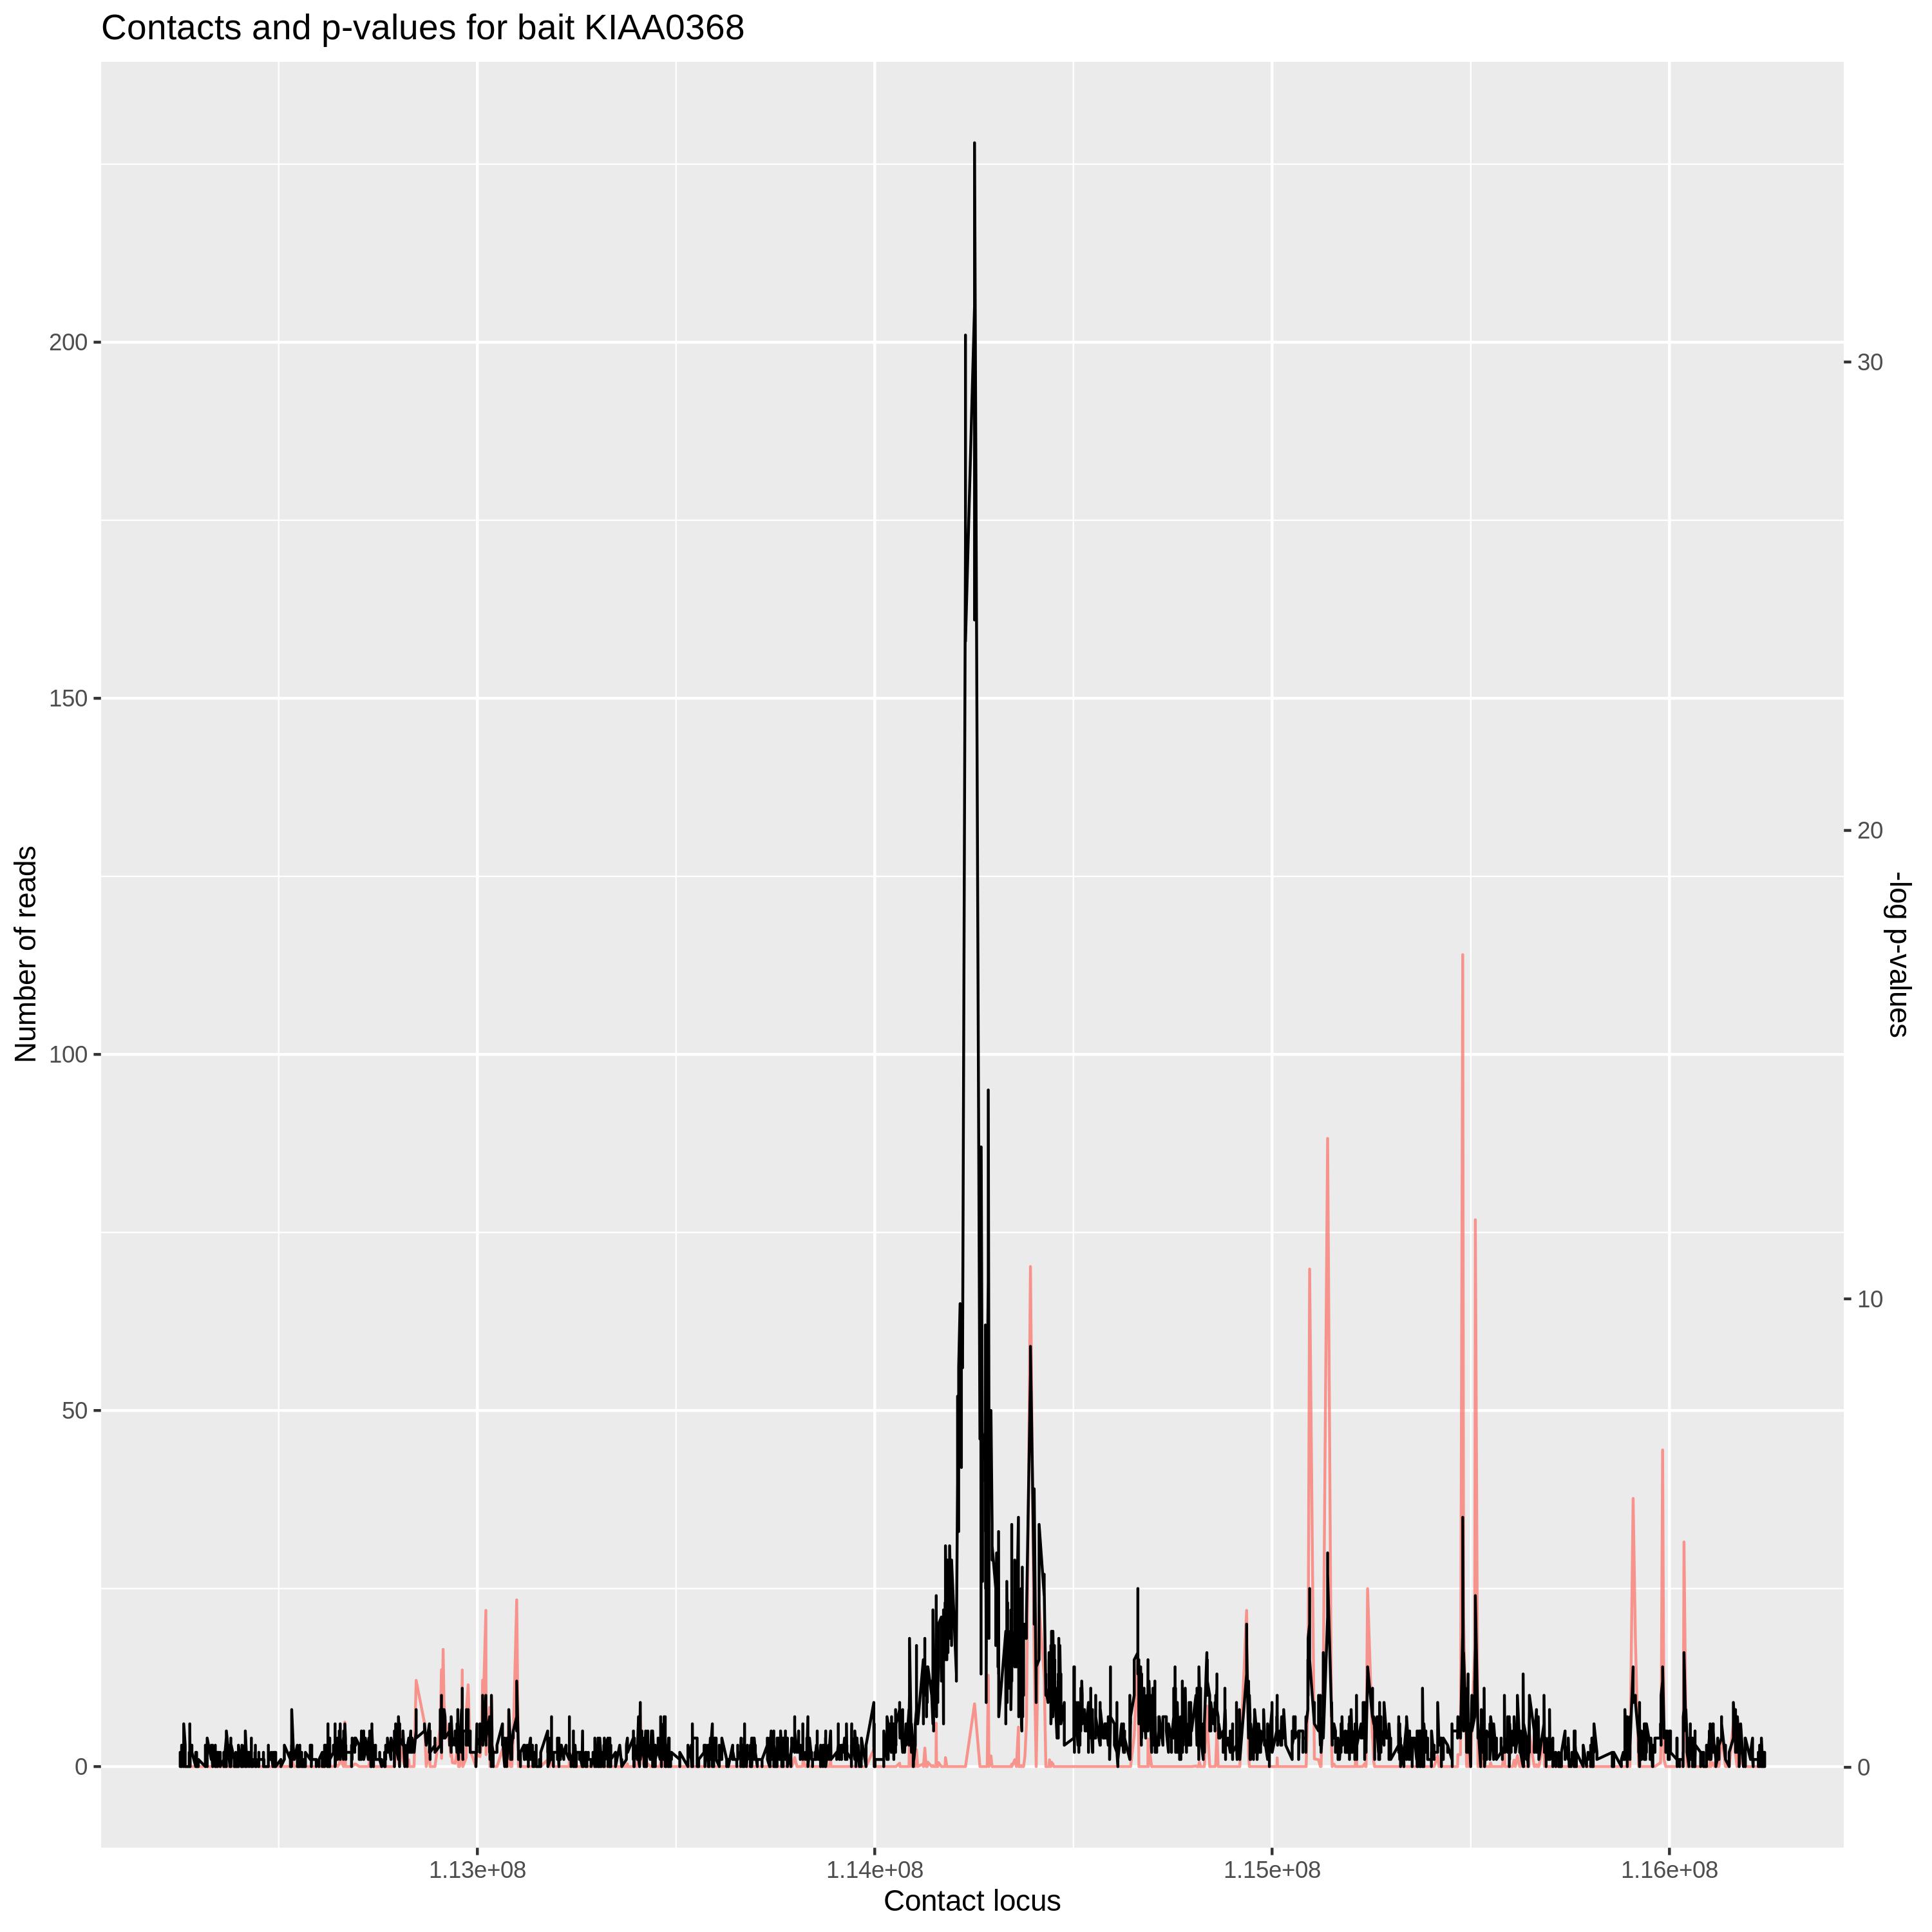 Contacts and p-values for bait KIAA0368
Number of reads
200
150
100
50
0
30
20
10
0
-log p-values
1.13e+08
1.14e+08
1.15e+08
1.16e+08
Contact locus